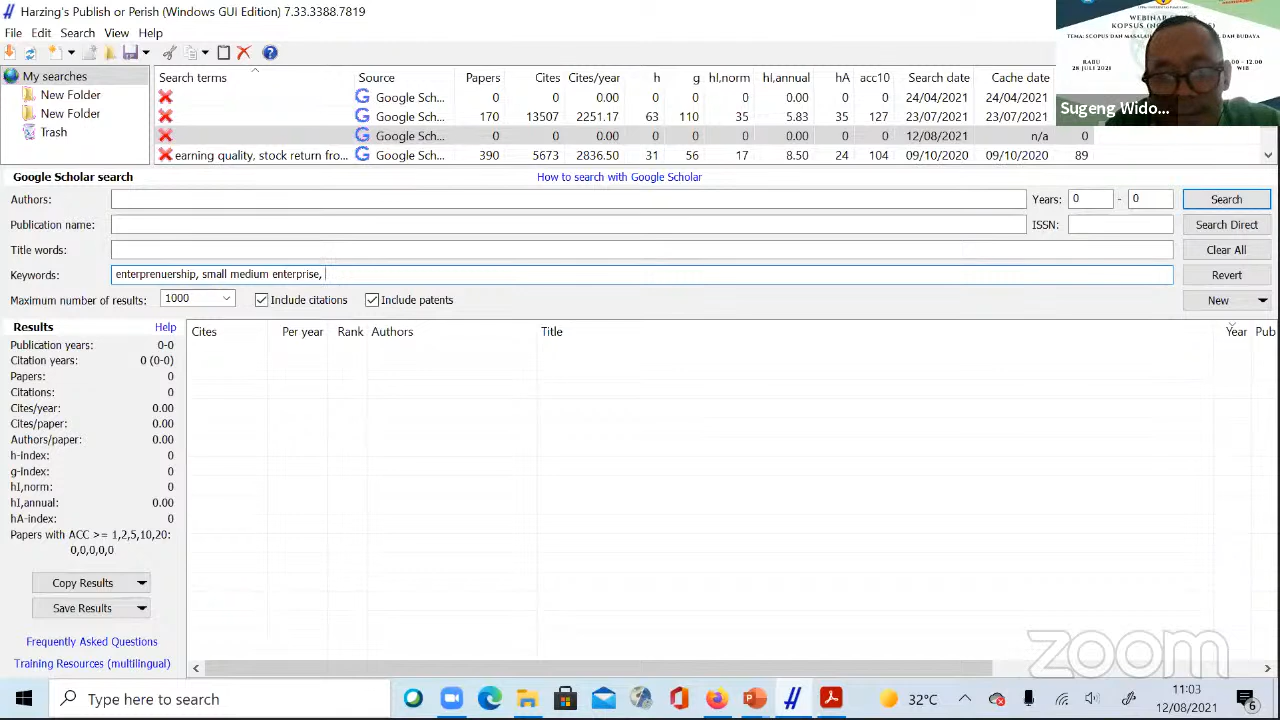 Harzing's Publish or Perish (Windows GUI Edition) 7.33.3388.7819
File Edit Search View Help
My searches
New Folder
New Folder
Trash
Search terms Source Papers Cites Cites/year h g hI,norm hI,annual hA acc10 Search date Cache date
Google Sch... 0 0 0.00 0 0 0 0.00 0 0 24/04/2021 24/04/2021 0
Google Sch... 170 13507 2251.17 63 110 35 5.83 35 127 23/07/2021 23/07/2021 0
Google Sch... 0 0 0.00 0 0 0 0.00 0 0 12/08/2021 n/a 0
earning quality, stock return fro... Google Sch... 390 5673 2836.50 31 56 17 8.50 24 104 09/10/2020 09/10/2020 89
KOPSUS
RABU
28 JULI 2021
WIB
Sugeng Wido...
Google Scholar search How to search with Google Scholar
Authors: Years: 0 - 0 Search
Publication name: ISSN: Search Direct
Title words: Clear All
Keywords: enterprenuership, small medium enterprise, Revert
Maximum number of results: 1000 Include citations Include patents New
Results Help
Publication years: 0-0
Citation years: 0 (0-0)
Papers: 0
Citations: 0
Cites/year: 0.00
Cites/paper: 0.00
Authors/paper: 0.00
h-index: 0
g-index: 0
hI,norm: 0
hI,annual: 0.00
hA-index: 0
Papers with ACC >= 1,2,5,10,20:
0,0,0,0,0
Copy Results
Save Results
Frequently Asked Questions
Training Resources (multilingual)
Cites Per year Rank Authors Title Year Pub
zoom
Type here to search
32°C
11:03
12/08/2021
6